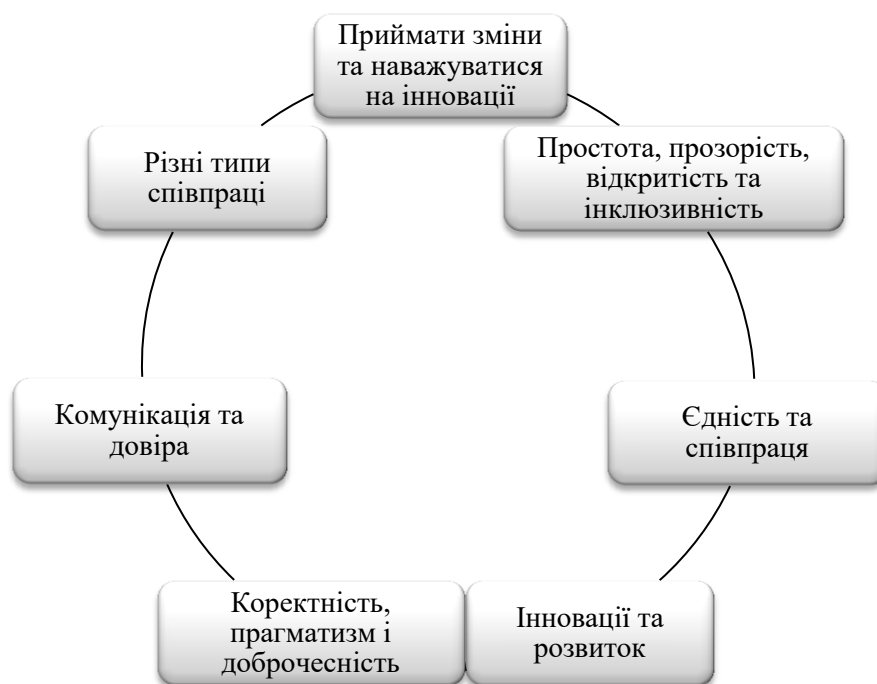 Приймати зміни
та наважуватися
на інновації
Простота, прозорість,
відкритість та
інклюзивність
Єдність та
співпраця
Інновації та
розвиток
Коректність,
прагматизм і
доброчесність
Комунікація та
довіра
Різні типи
співпраці